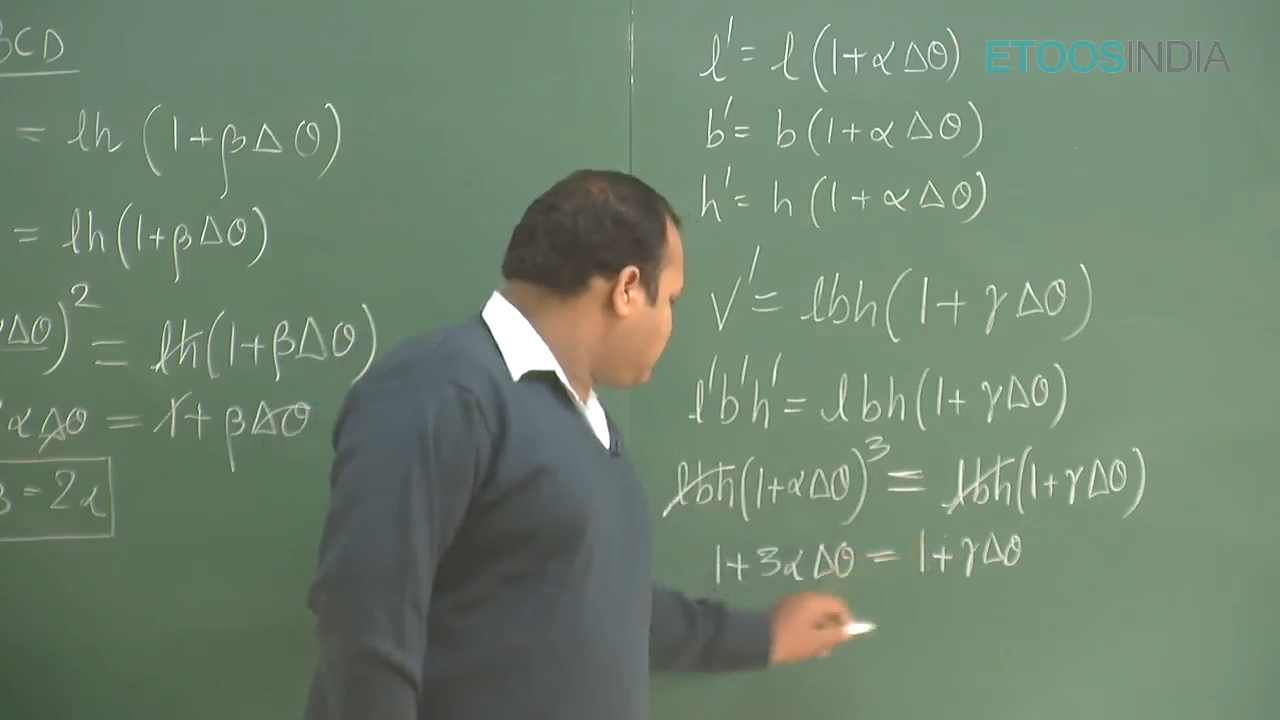 BCD
= lh (1+βΔθ)
= lh(1+βΔθ)
Δθ)² = lh(1+βΔθ)
αΔθ = 1+βΔθ
β=2α
l'= l(1+αΔθ)
b'= b(1+αΔθ)
h'= h(1+αΔθ)
V'= lbh(1+γΔθ)
l'b'h'= lbh(1+γΔθ)
lbh(1+αΔθ)³= lbh(1+γΔθ)
1+3αΔθ = 1+γΔθ
ETOOSINDIA